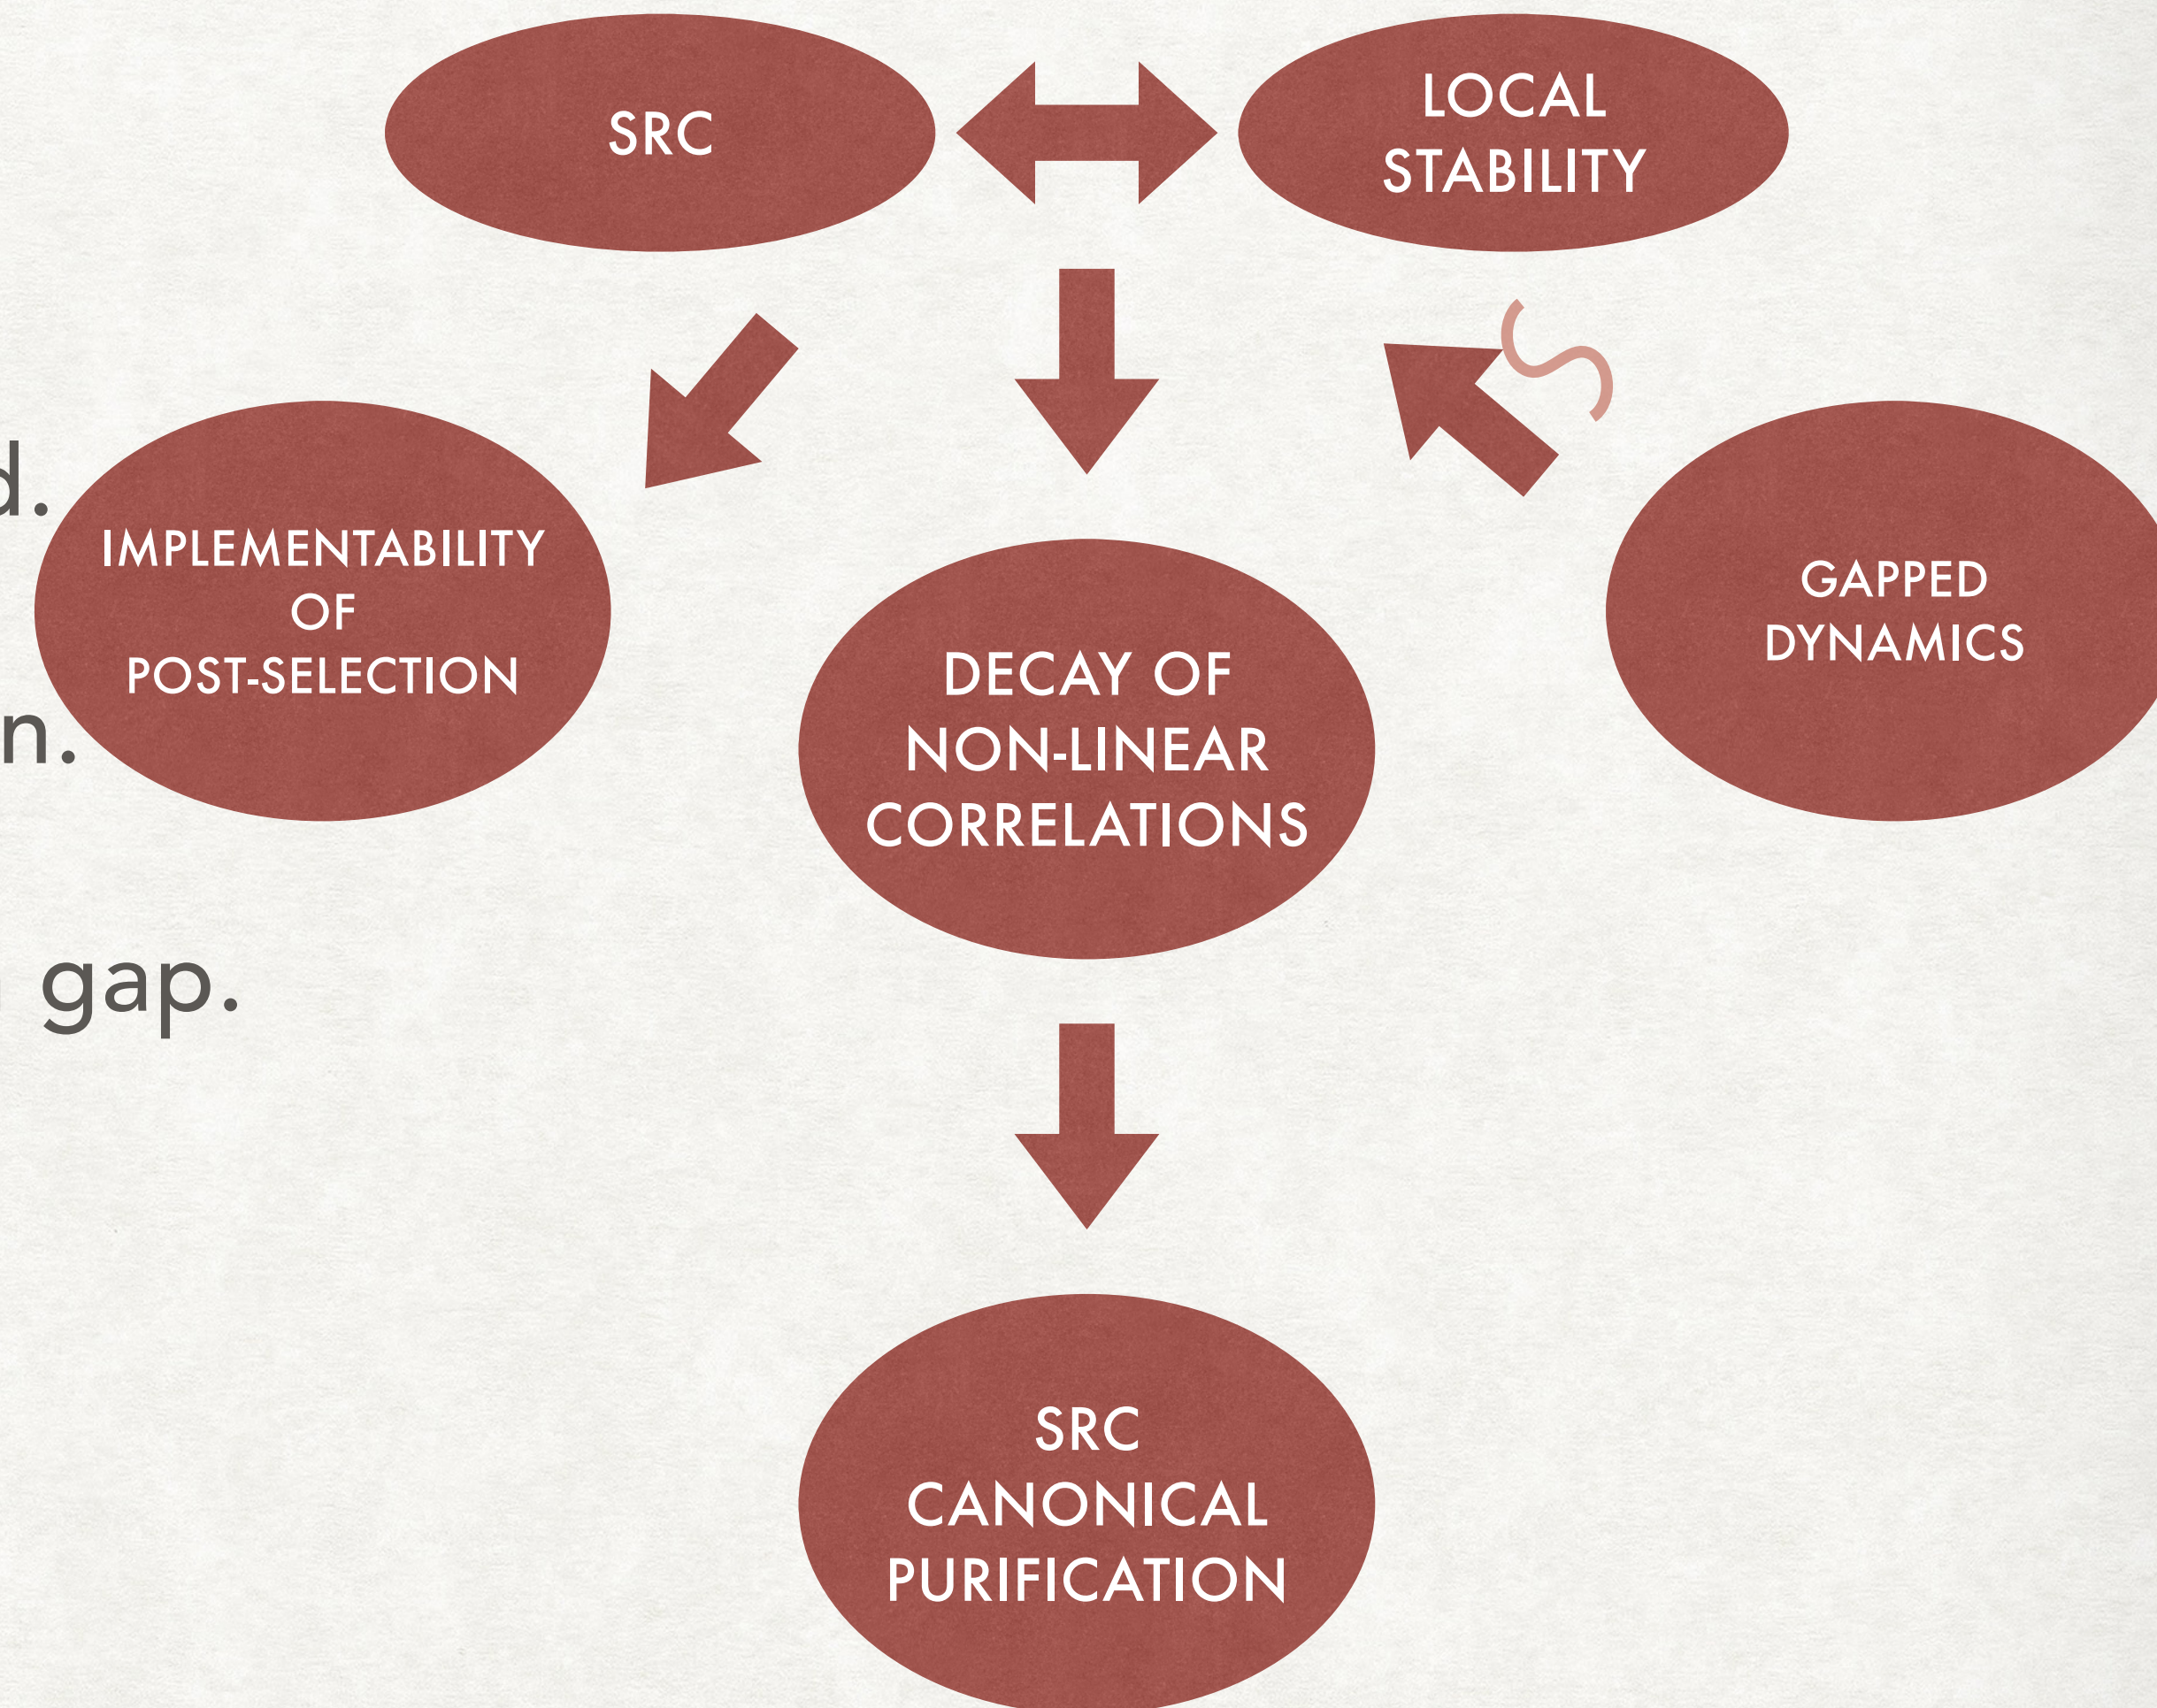 SRC
LOCAL
STABILITY
d.
IMPLEMENTABILITY
OF
POST-SELECTION
n.
GAPPED
DYNAMICS
DECAY OF
NON-LINEAR
CORRELATIONS
gap.
SRC
CANONICAL
PURIFICATION